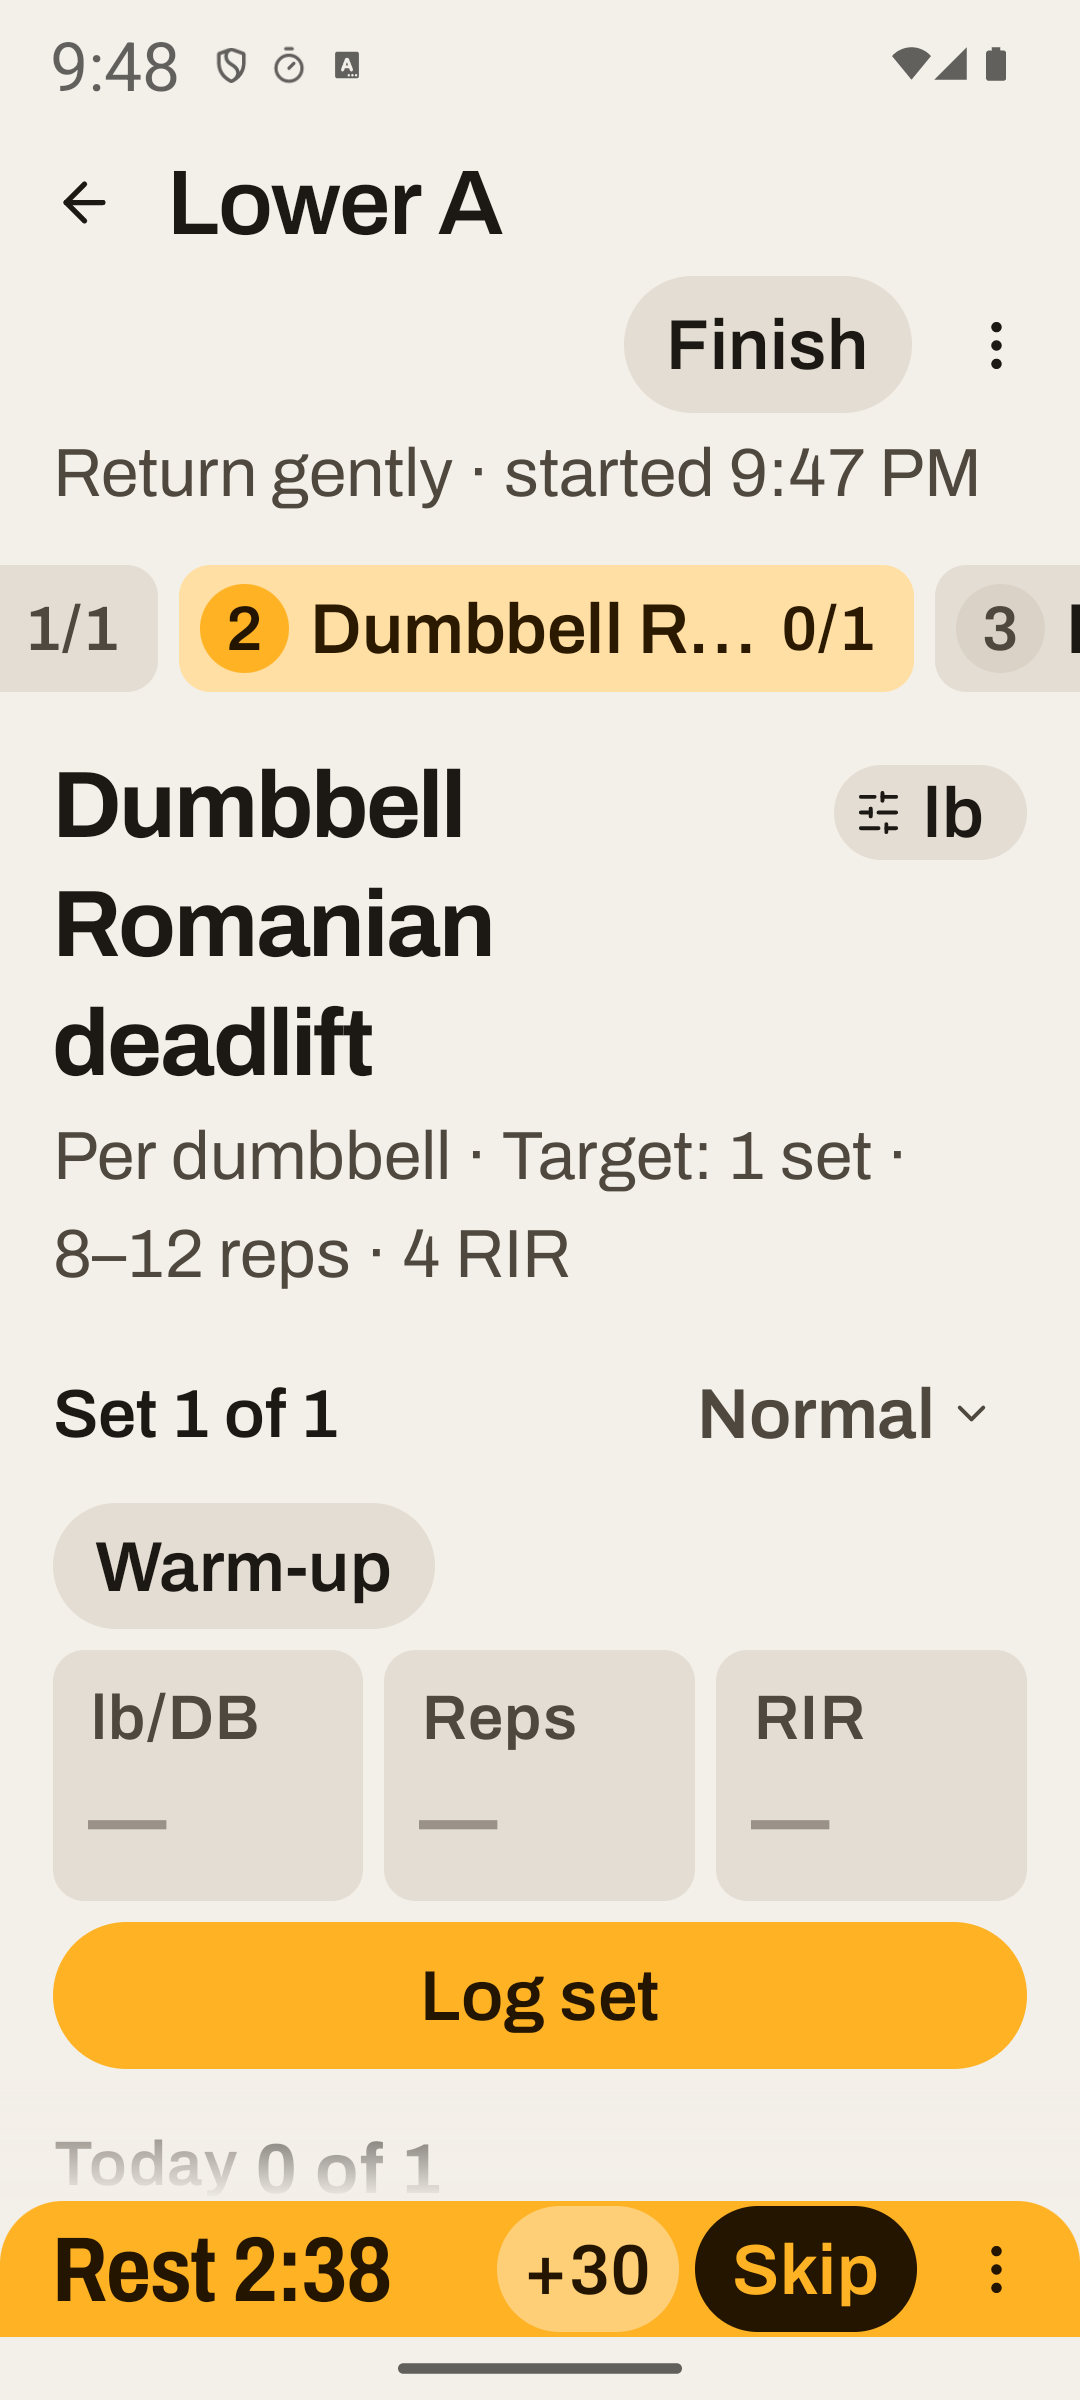 9:48
Lower A
Finish
Return gently · started 9:47 PM
1/1 2 Dumbbell R... 0/1 3
Dumbbell lb
Romanian
deadlift
Per dumbbell · Target: 1 set ·
8–12 reps · 4 RIR
Set 1 of 1 Normal
Warm-up
lb/DB Reps RIR
— — —
Log set
Today 0 of 1
Rest 2:38 +30 Skip